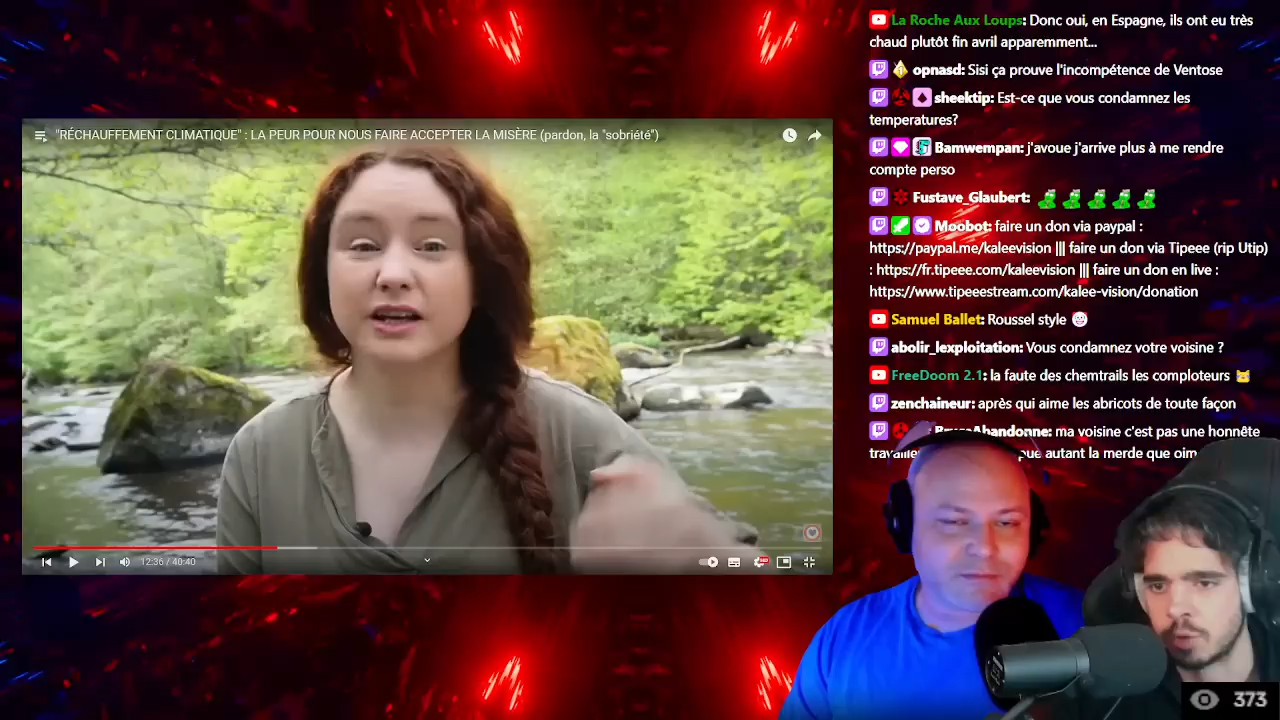 "RÉCHAUFFEMENT CLIMATIQUE" : LA PEUR POUR NOUS FAIRE ACCEPTER LA MISÈRE (pardon, la "sobriété")
12:36 / 40:40
La Roche Aux Loups: Donc oui, en Espagne, ils ont eu très
chaud plutôt fin avril apparemment...
opnasd: Sisi ça prouve l'incompétence de Ventose
sheektip: Est-ce que vous condamnez les
temperatures?
Bamwempan: j'avoue j'arrive plus à me rendre
compte perso
Fustave_Glaubert:
Moobot: faire un don via paypal :
https://paypal.me/kaleevision ||| faire un don via Tipeee (rip Utip)
: https://fr.tipeee.com/kaleevision ||| faire un don en live :
https://www.tipeeestream.com/kalee-vision/donation
Samuel Ballet: Roussel style
abolir_lexploitation: Vous condamnez votre voisine ?
FreeDoom 2.1: la faute des chemtrails les comploteurs
zenchaineur: après qui aime les abricots de toute façon
ma voisine c'est pas une honnête
autant la merde que
373